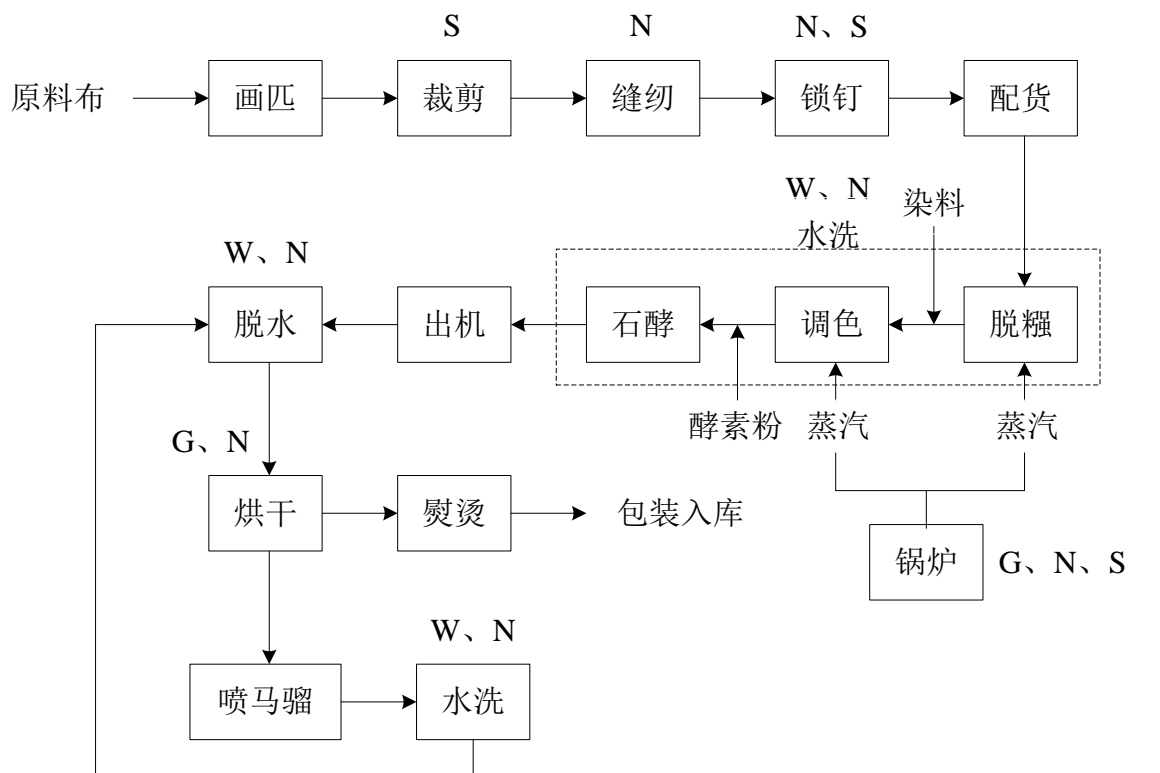 S
N
N、S
原料布
画匹
裁剪
缝纫
锁钉
配货
W、N
染料
水洗
W、N
脱水
出机
石酵
调色
脱糨
酵素粉
蒸汽
蒸汽
G、N
烘干
熨烫
包装入库
锅炉
G、N、S
W、N
喷马骝
水洗